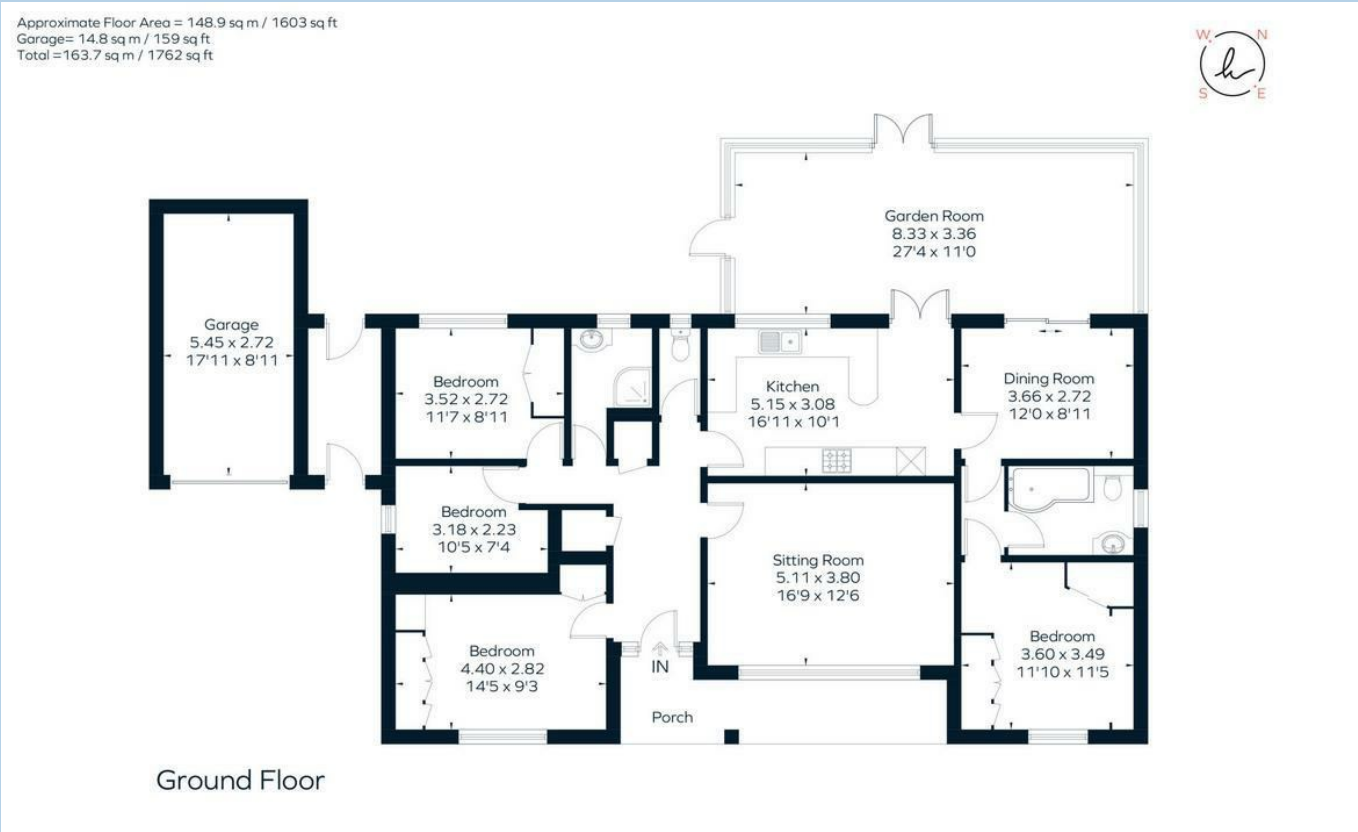 Approximate Floor Area = 148.9 sq m / 1603 sq ft
Garage= 14.8 sq m / 159 sq ft
Total =163.7 sq m / 1762 sq ft
W
N
S
E
Garden Room
8.33 x 3.36
27'4 x 11'0
Garage
5.45 x 2.72
17'11 x 8'11
Bedroom
3.52 x 2.72
11'7 x 8'11
Kitchen
5.15 x 3.08
16'11 x 10'1
Dining Room
3.66 x 2.72
12'0 x 8'11
Bedroom
3.18 x 2.23
10'5 x 7'4
Sitting Room
5.11 x 3.80
16'9 x 12'6
Bedroom
4.40 x 2.82
14'5 x 9'3
IN
Bedroom
3.60 x 3.49
11'10 x 11'5
Porch
Ground Floor